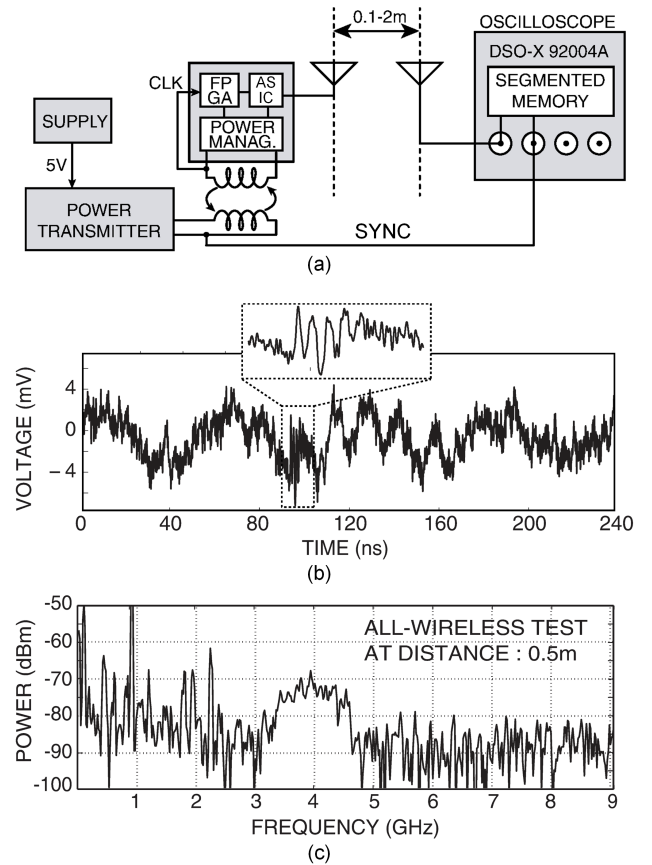 0.1-2m
OSCILLOSCOPE
DSO-X 92004A
SEGMENTED
MEMORY
CLK
FP
GA
AS
IC
POWER
MANAG.
SUPPLY
5V
POWER
TRANSMITTER
SYNC
(a)
VOLTAGE (mV)
4
0
−4
0
40
80
120
160
200
240
TIME (ns)
(b)
POWER (dBm)
-50
-60
-70
-80
-90
-100
ALL-WIRELESS TEST
AT DISTANCE : 0.5m
1
2
3
4
5
6
7
8
9
FREQUENCY (GHz)
(c)